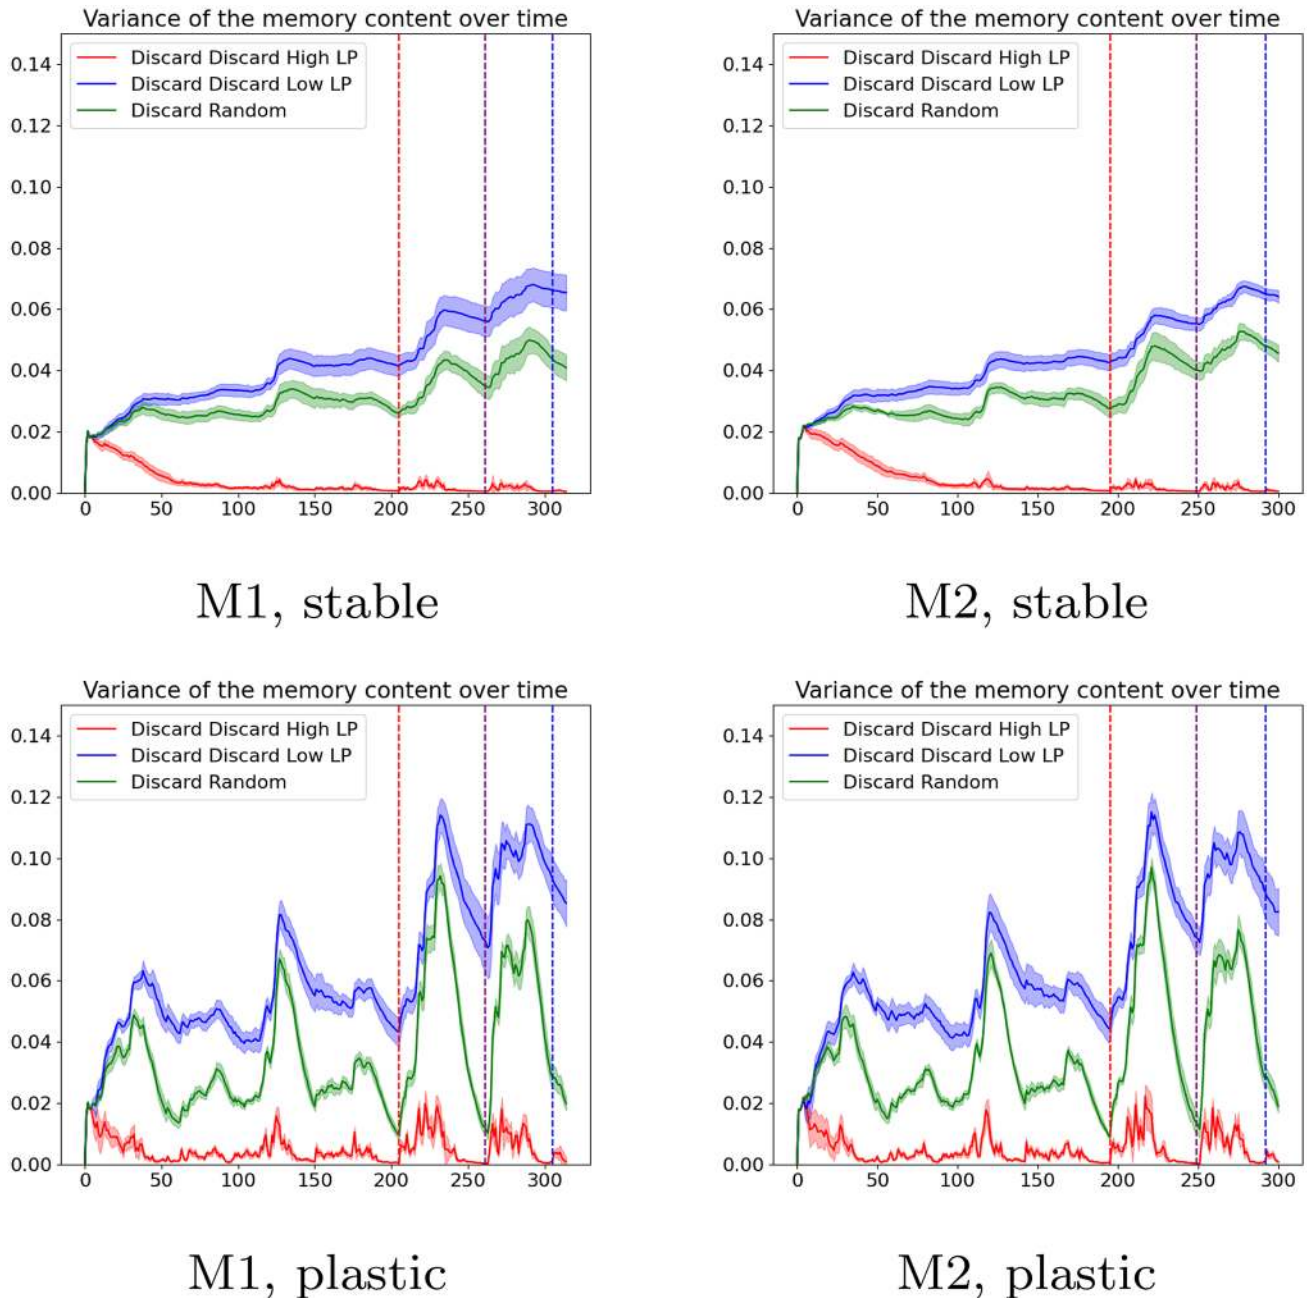 Variance of the memory content over time
Discard Discard High LP
Discard Discard Low LP
Discard Random
0.14
0.12
0.10
0.08
0.06
0.04
0.02
0.00
0 50 100 150 200 250 300
M1, stable
Variance of the memory content over time
Discard Discard High LP
Discard Discard Low LP
Discard Random
0.14
0.12
0.10
0.08
0.06
0.04
0.02
0.00
0 50 100 150 200 250 300
M2, stable
Variance of the memory content over time
Discard Discard High LP
Discard Discard Low LP
Discard Random
0.14
0.12
0.10
0.08
0.06
0.04
0.02
0.00
0 50 100 150 200 250 300
M1, plastic
Variance of the memory content over time
Discard Discard High LP
Discard Discard Low LP
Discard Random
0.14
0.12
0.10
0.08
0.06
0.04
0.02
0.00
0 50 100 150 200 250 300
M2, plastic